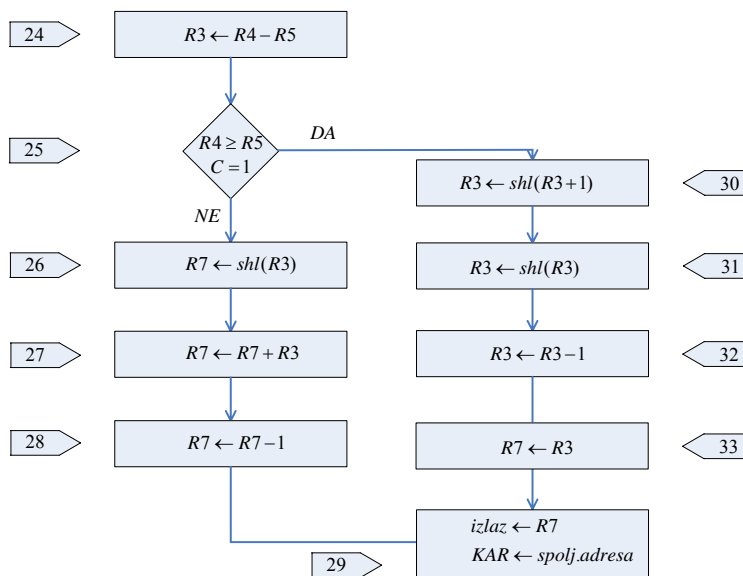 24
R3 ← R4 − R5
25
R4 ≥ R5
C = 1
DA
NE
R3 ← shl(R3+1)
30
26
R7 ← shl(R3)
R3 ← shl(R3)
31
27
R7 ← R7 + R3
R3 ← R3 − 1
32
28
R7 ← R7 − 1
R7 ← R3
33
izlaz ← R7
KAR ← spolj.adresa
29